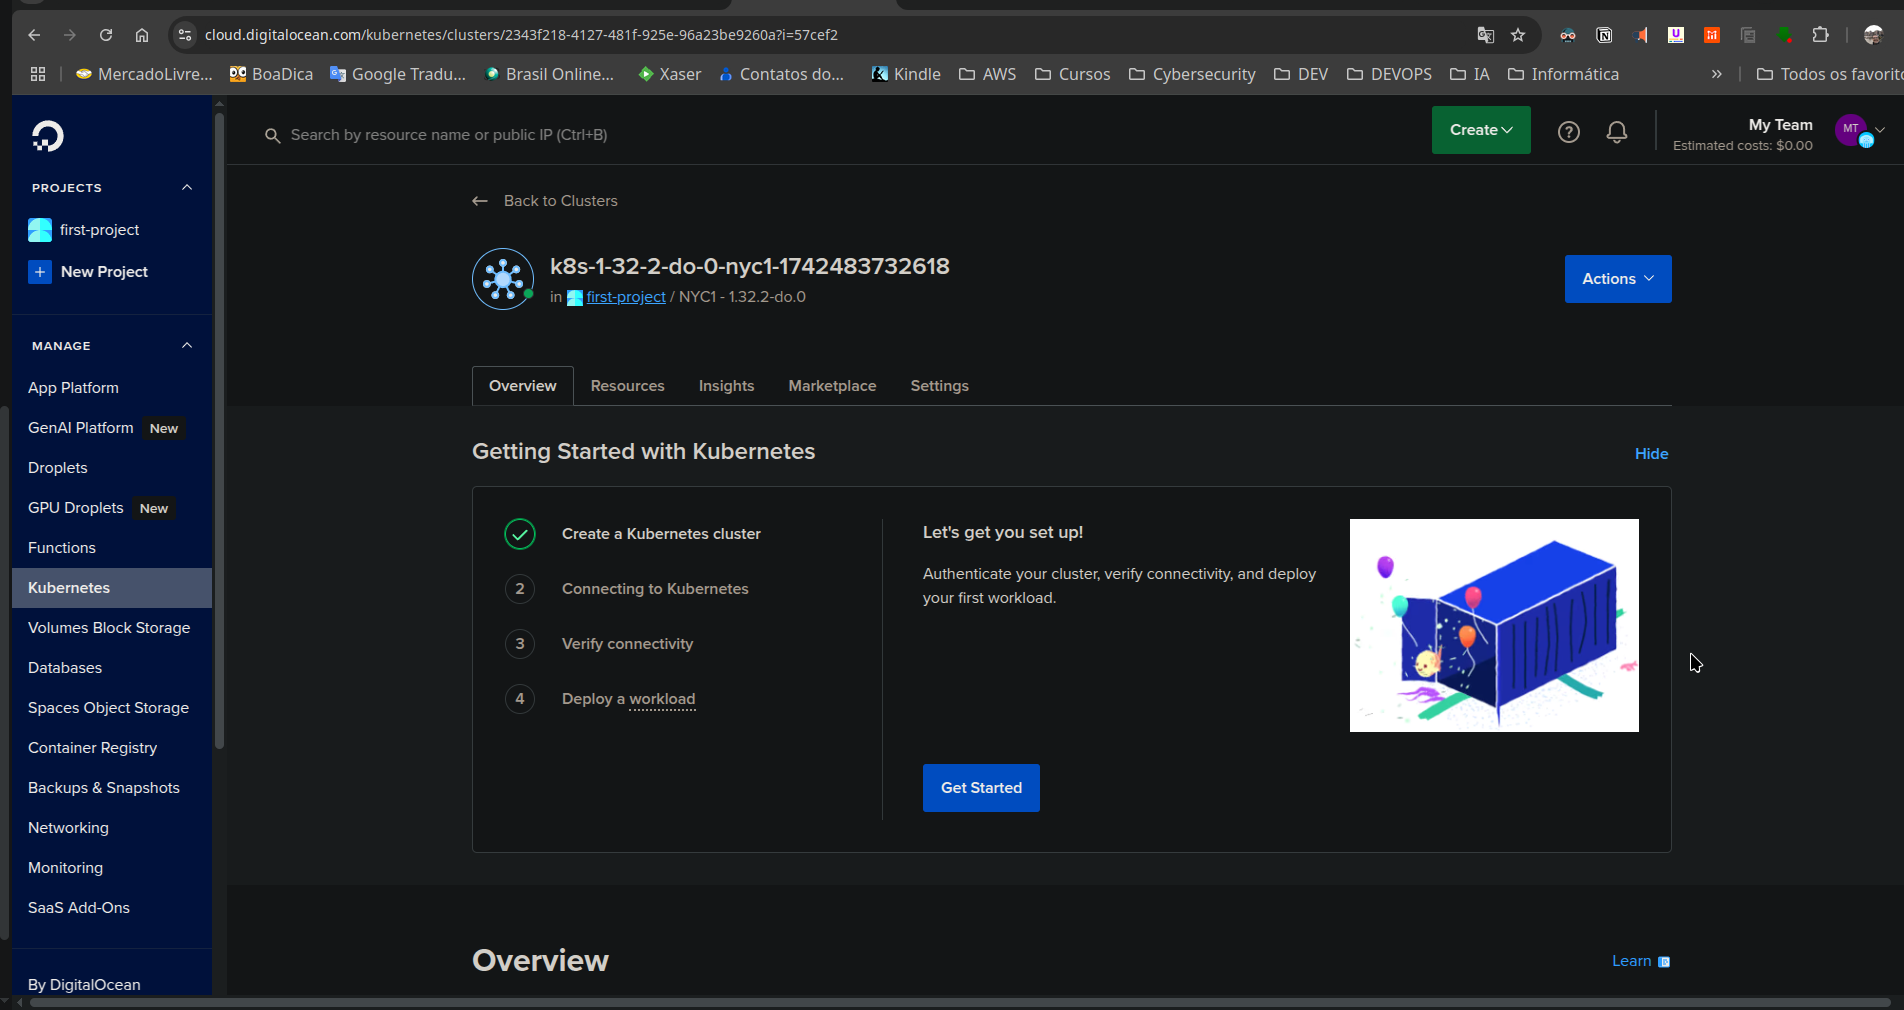 cloud.digitalocean.com/kubernetes/clusters/2343f218-4127-481f-925e-96a23be9260a?i=57cef2
MercadoLivre... BoaDica Google Tradu... Brasil Online... Xaser Contatos do... Kindle AWS Cursos Cybersecurity DEV DEVOPS IA Informática » Todos os favorito
Search by resource name or public IP (Ctrl+B)
Create
My Team
Estimated costs: $0.00
MT
PROJECTS
first-project
New Project
MANAGE
App Platform
GenAI Platform New
Droplets
GPU Droplets New
Functions
Kubernetes
Volumes Block Storage
Databases
Spaces Object Storage
Container Registry
Backups & Snapshots
Networking
Monitoring
SaaS Add-Ons
By DigitalOcean
Back to Clusters
k8s-1-32-2-do-0-nyc1-1742483732618
in first-project / NYC1 - 1.32.2-do.0
Actions
Overview Resources Insights Marketplace Settings
Getting Started with Kubernetes
Hide
Create a Kubernetes cluster
2 Connecting to Kubernetes
3 Verify connectivity
4 Deploy a workload
Let's get you set up!
Authenticate your cluster, verify connectivity, and deploy
your first workload.
Get Started
Overview
Learn